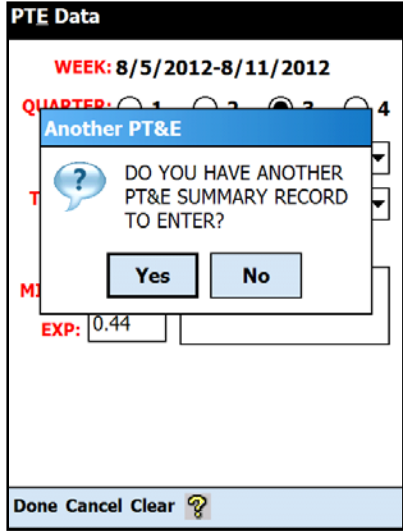 PTE Data
WEEK: 8/5/2012-8/11/2012
QUARTER: 1 2 3 4
Another PT&E
?
DO YOU HAVE ANOTHER
PT&E SUMMARY RECORD
TO ENTER?
Yes No
T
MI
EXP: 0.44
Done Cancel Clear ?